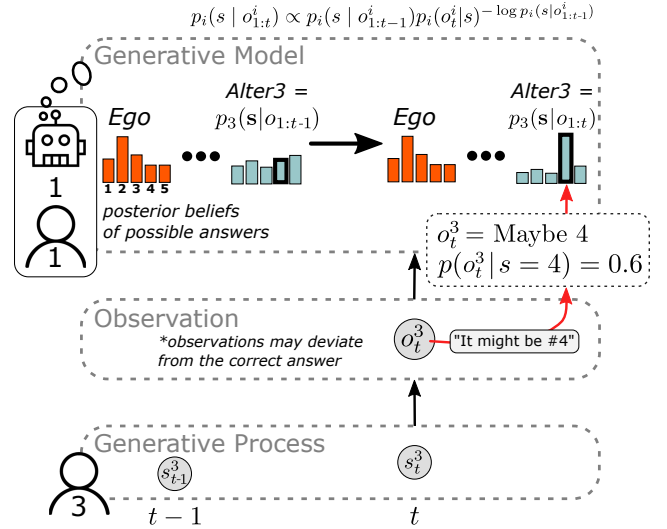 p_i(s | o^i_{1:t}) ∝ p_i(s | o^i_{1:t-1})p_i(o^i_t|s)^{− log p_i(s|o^i_{1:t-1})}
Generative Model
Ego
Alter3 =
p_3(s|o_{1:t-1})
Ego
Alter3 =
p_3(s|o_{1:t})
1 2 3 4 5
1
posterior beliefs
of possible answers
1
o^3_t = Maybe 4
p(o^3_t | s = 4) = 0.6
Observation
*observations may deviate
from the correct answer
o^3_t
"It might be #4"
Generative Process
s^3_{t-1}
s^3_t
3
t − 1
t